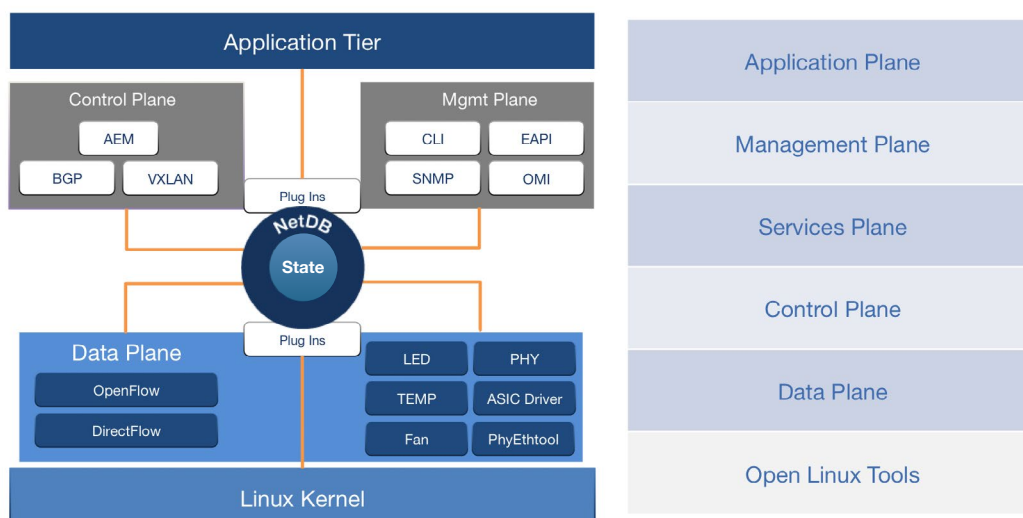 Application Tier
Control Plane
AEM
BGP
VXLAN
Mgmt Plane
CLI
EAPI
SNMP
OMI
Plug Ins
NetDB
State
Plug Ins
Data Plane
OpenFlow
DirectFlow
LED
PHY
TEMP
ASIC Driver
Fan
PhyEthtool
Linux Kernel
Application Plane
Management Plane
Services Plane
Control Plane
Data Plane
Open Linux Tools